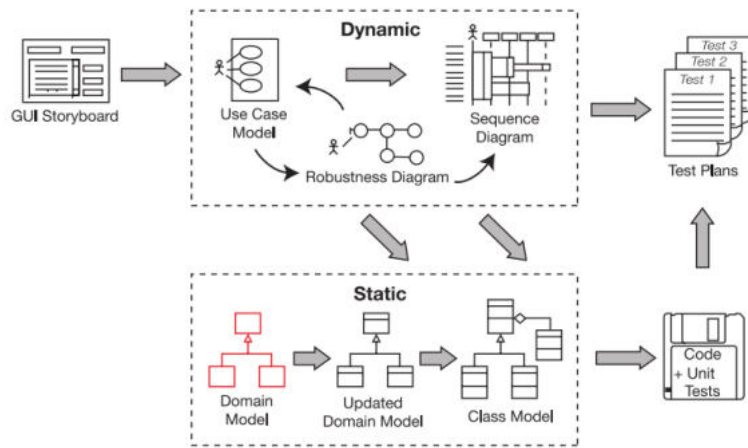 Dynamic
Test 3
Test 2
Test 1
GUI Storyboard
Use Case
Model
Sequence
Diagram
Robustness Diagram
Test Plans
Static
Code
+ Unit
Tests
Domain
Model
Updated
Domain Model
Class Model